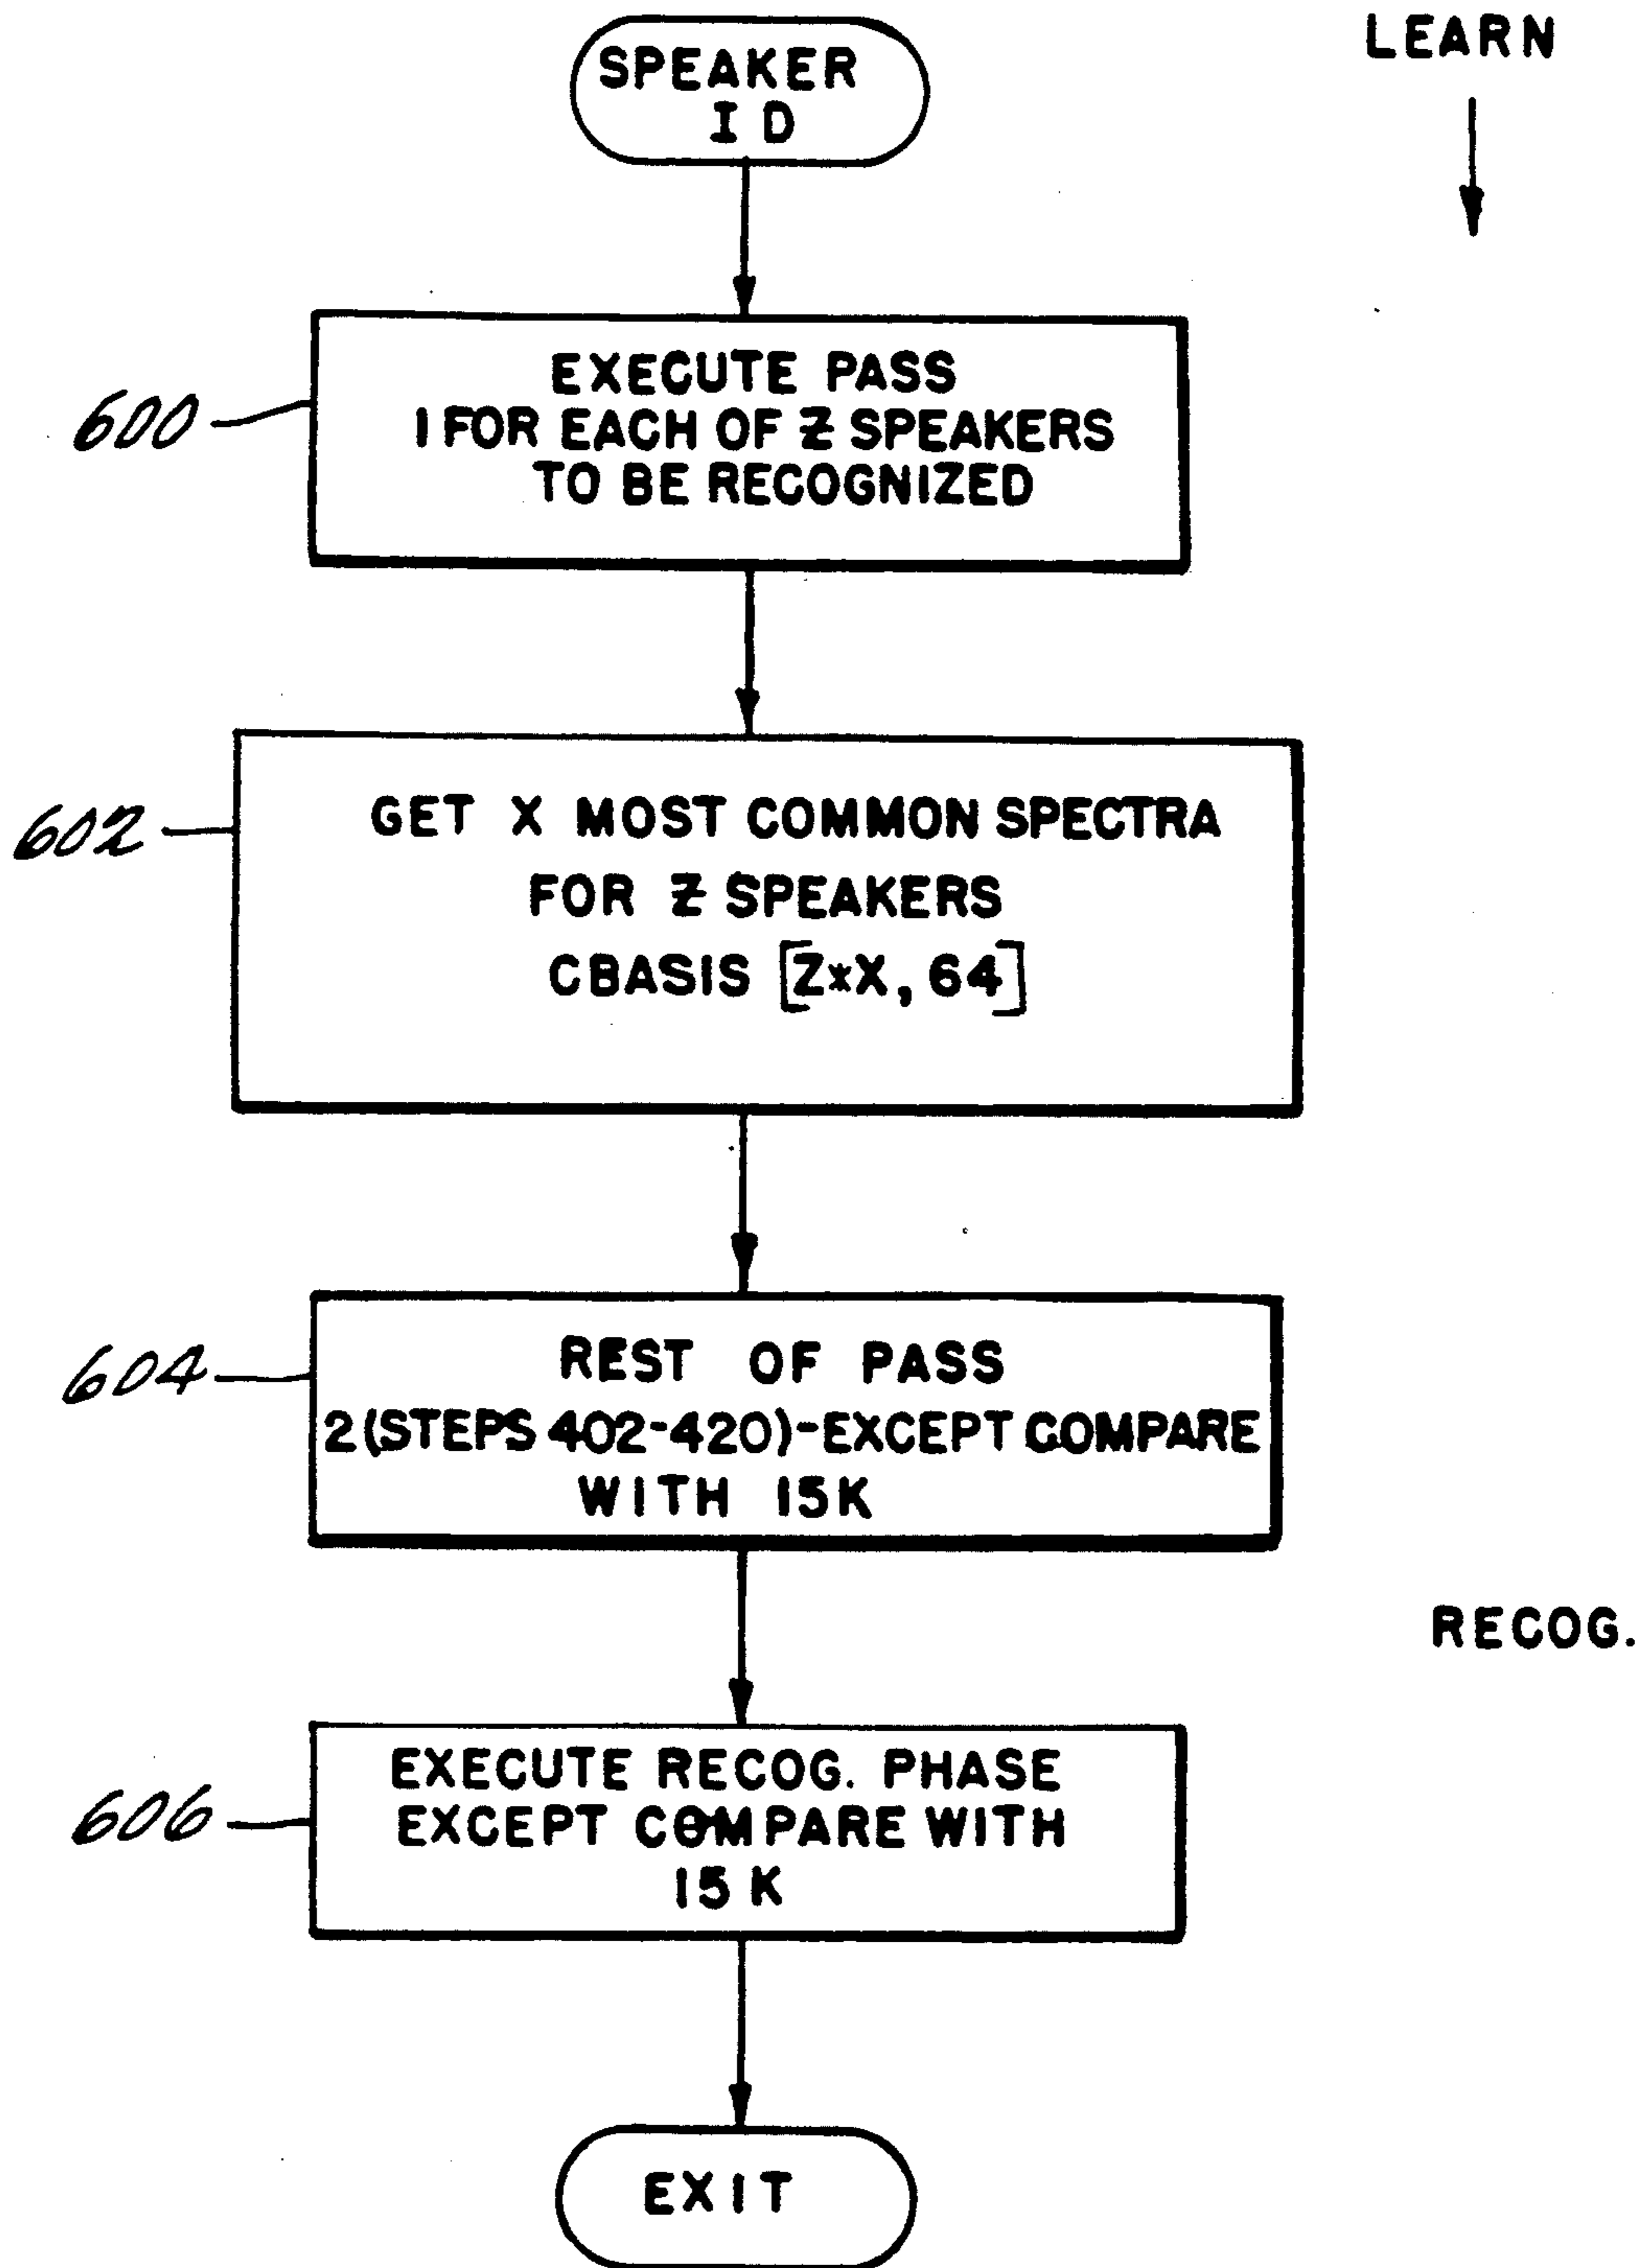 SPEAKER
ID
LEARN
600
EXECUTE PASS
1 FOR EACH OF Z SPEAKERS
TO BE RECOGNIZED
602
GET X MOST COMMON SPECTRA
FOR Z SPEAKERS
CBASIS [Z*X, 64]
604
REST OF PASS
2 (STEPS 402-420)-EXCEPT COMPARE
WITH 15K
RECOG.
606
EXECUTE RECOG. PHASE
EXCEPT COMPARE WITH
15K
EXIT